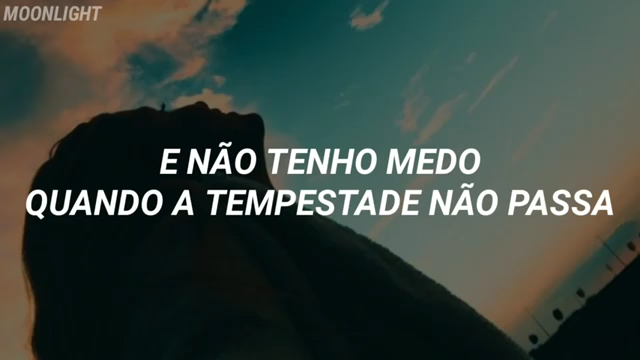 MOONLIGHT
E NÃO TENHO MEDO
QUANDO A TEMPESTADE NÃO PASSA